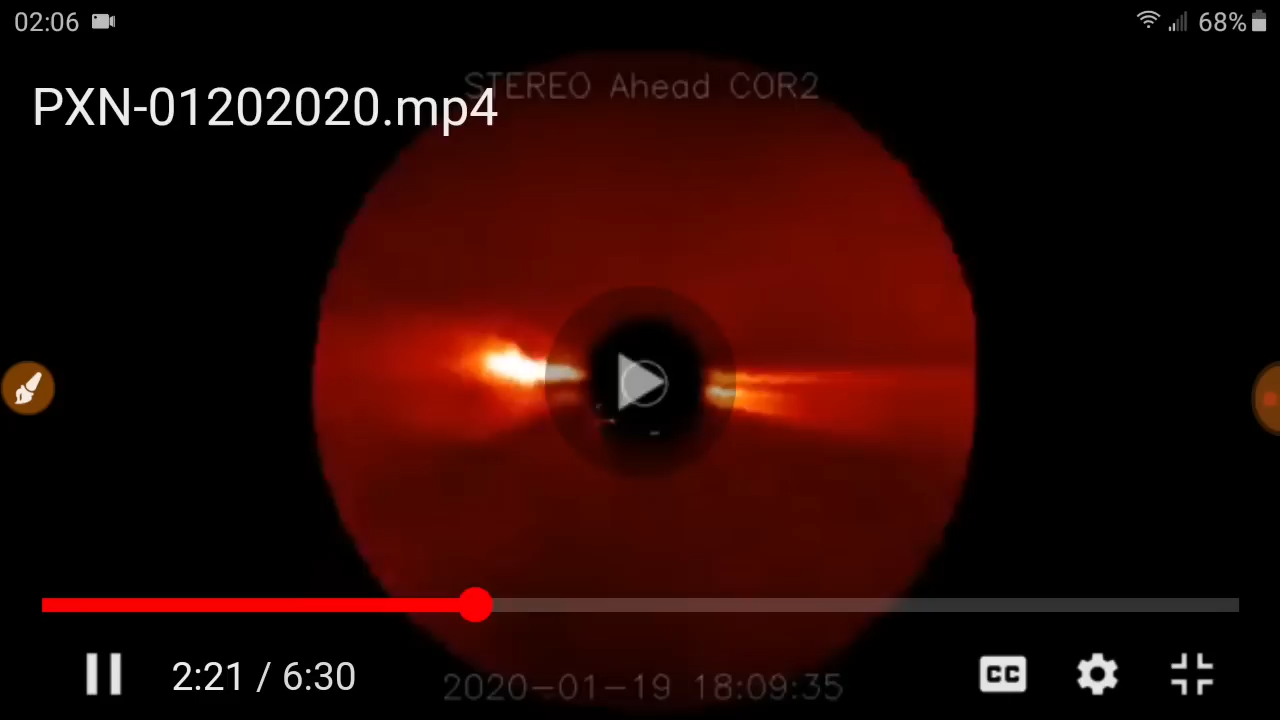 02:06
68%
STEREO Ahead COR2
PXN-01202020.mp4
2:21 / 6:30
CC
2020-01-19 18:09:35